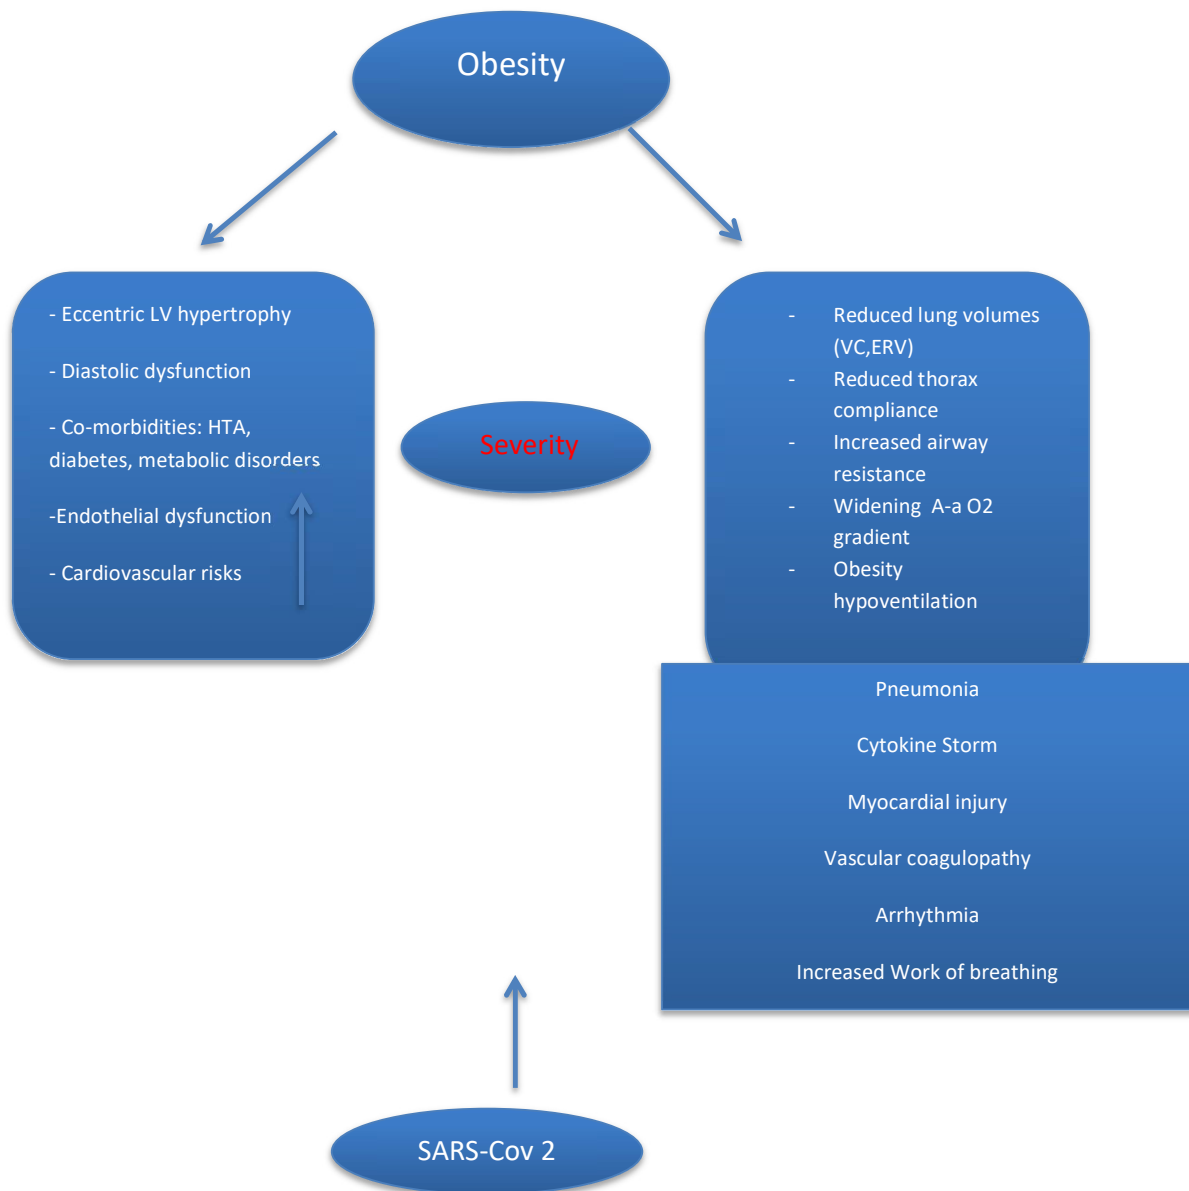 Obesity
- Eccentric LV hypertrophy
- Diastolic dysfunction
- Co-morbidities: HTA,
diabetes, metabolic disorders
-Endothelial dysfunction
- Cardiovascular risks
Severity
- Reduced lung volumes
(VC,ERV)
- Reduced thorax
compliance
- Increased airway
resistance
- Widening A-a O2
gradient
- Obesity
hypoventilation
Pneumonia
Cytokine Storm
Myocardial injury
Vascular coagulopathy
Arrhythmia
Increased Work of breathing
SARS-Cov 2